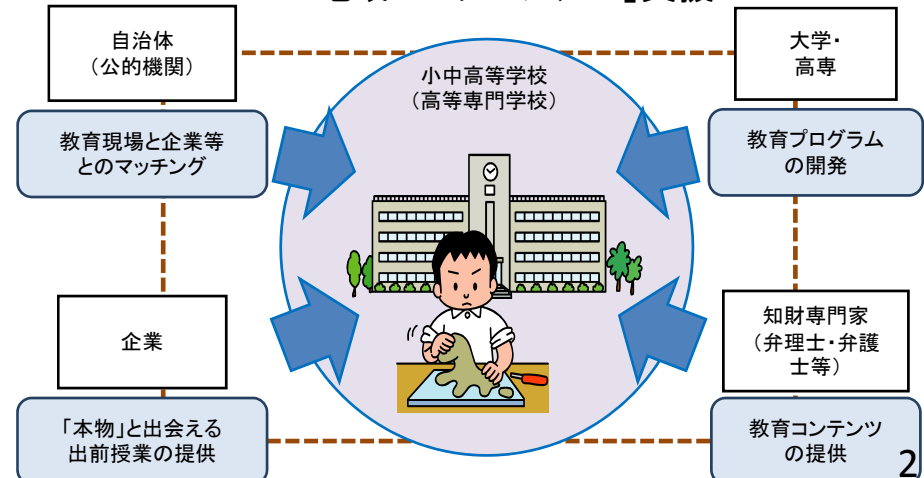 自治体
（公的機関）
教育現場と企業等
とのマッチング
小中高等学校
（高等専門学校）
大学・
高専
教育プログラム
の開発
企業
「本物」と出会える
出前授業の提供
知財専門家
（弁理士・弁護
士等）
教育コンテンツ
の提供
2